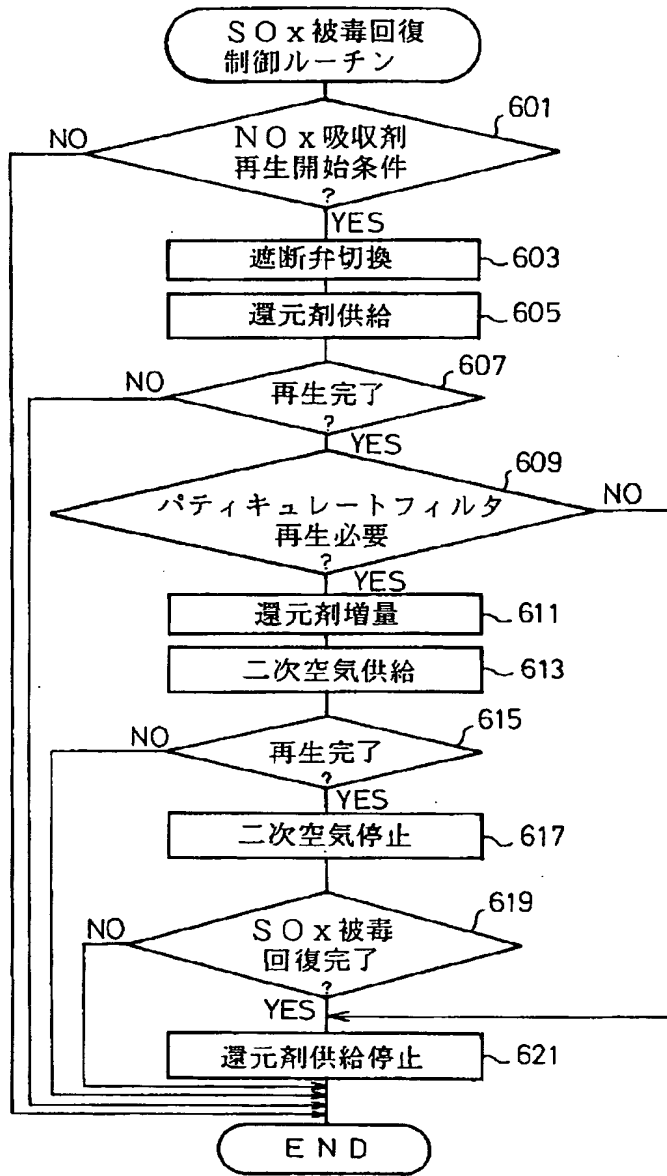 SOx被毒回復
制御ルーチン
601
NO
NOx吸収剤
再生開始条件
?
YES
遮断弁切換
603
還元剤供給
605
607
NO
再生完了
?
YES
609
NO
パティキュレートフィルタ
再生必要
?
YES
還元剤増量
611
二次空気供給
613
615
NO
再生完了
?
YES
二次空気停止
617
619
NO
SOx被毒
回復完了
?
YES
還元剤供給停止
621
END